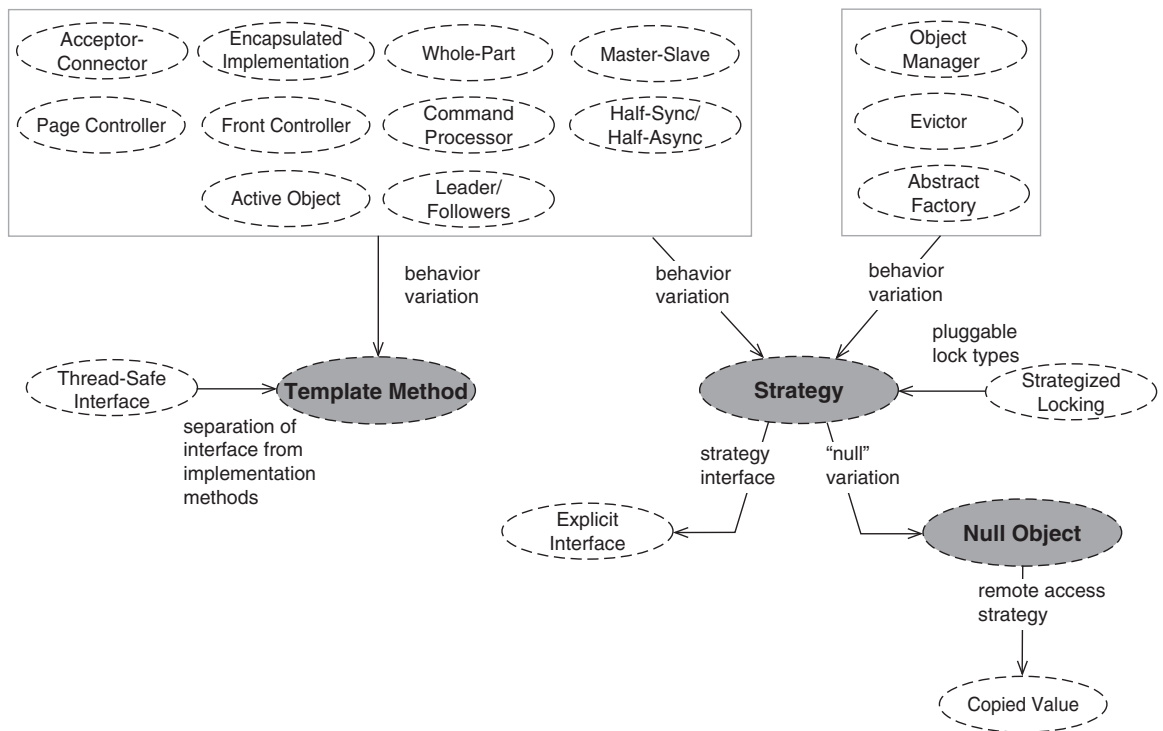 Acceptor-
Connector
Encapsulated
Implementation
Whole-Part
Master-Slave
Object
Manager
Page Controller
Front Controller
Command
Processor
Half-Sync/
Half-Async
Evictor
Active Object
Leader/
Followers
Abstract
Factory
behavior
variation
behavior
variation
behavior
variation
pluggable
lock types
Thread-Safe
Interface
Template Method
Strategy
Strategized
Locking
separation of
interface from
implementation
methods
strategy
interface
“null”
variation
Explicit
Interface
Null Object
remote access
strategy
Copied Value